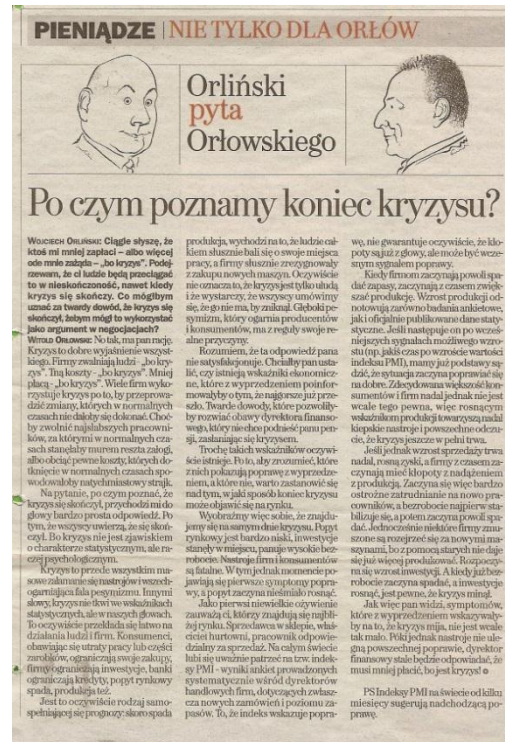 PIENIĄDZE | NIE TYLKO DLA ORŁÓW
Orliński
pyta
Orłowskiego
Po czym poznamy koniec kryzysu?
WOJCIECH ORLIŃSKI: Ciągle słyszę, że
ktoś mi mniej zapłaci – albo więcej
ode mnie zażąda – „bo kryzys”. Podej-
rzewam, że ci ludzie będą przeciągać
to w nieskończoność, nawet kiedy
kryzys się skończy. Co mógłbym
uznać za twardy dowód, że kryzys się
skończył, żebym mógł to wykorzystać
jako argument w negocjacjach?
WITOLD ORŁOWSKI: No tak, ma pan rację.
Kryzys to dobre wyjaśnienie wszyst-
kiego. Firmy zwalniają ludzi – „bo kry-
zys”. Tną koszty – „bo kryzys”. Mniej
płacą – „bo kryzys”. Wiele firm wyko-
rzystuje kryzys po to, by przeprowa-
dzić zmiany, których w normalnych
czasach nie dałoby się dokonać. Choć-
by zwolnić najsłabszych pracowni-
ków, za którymi w normalnych cza-
sach stanęłaby murem reszta załogi,
albo obciąć pewne koszty, których do-
tknięcie w normalnych czasach spo-
wodowałoby natychmiastowy strajk.
Na pytanie, po czym poznać, że
kryzys się skończył, przychodzi mi do
głowy bardzo prosta odpowiedź. Po
tym, że wszyscy uwierzą, że się skoń-
czył. Bo kryzys nie jest zjawiskiem
o charakterze statystycznym, ale ra-
czej psychologicznym.
Kryzys to przede wszystkim ma-
sowe załamanie się nastrojów i wszech-
ogarniająca fala pesymizmu. Innymi
słowy, kryzys nie tkwi we wskaźnikach
statystycznych, ale w naszych głowach.
To oczywiście przekłada się łatwo na
działania ludzi i firm. Konsumenci,
obawiając się utraty pracy lub części
zarobków, ograniczają swoje zakupy,
firmy ograniczają inwestycje, banki
ograniczają kredyty, popyt rynkowy
spada, produkcja też.
Jest to oczywiście rodzaj samo-
spełniającej się prognozy: skoro spada
produkcja, wychodzi na to, że ludzie cał-
kiem słusznie bali się o swoje miejsca
pracy, a firmy słusznie zrezygnowały
z zakupu nowych maszyn. Oczywiście
nie oznacza to, że kryzys jest tylko ułudą
i że wystarczy, że wszyscy umówimy
się, że go nie ma, by zniknął. Głęboki pe-
symizm, który ogarnia producentów
i konsumentów, ma z reguły swoje re-
alne przyczyny.
Rozumiem, że ta odpowiedź pana
nie satysfakcjonuje. Chciałby pan usta-
lić, czy istnieją wskaźniki ekonomicz-
ne, które z wyprzedzeniem poinfor-
mowałyby o tym, że najgorsze już prze-
szło. Twarde dowody, które pozwoliły-
by rozwiać obawy dyrektora finanso-
wego, który nie chce podnieść panu pen-
sji, zasłaniając się kryzysem.
Trochę takich wskaźników oczywi-
ście istnieje. Po to, aby zrozumieć, które
z nich pokazują poprawę z wyprzedze-
niem, a które nie, warto zastanowić się
nad tym, w jaki sposób koniec kryzysu
może objawić się na rynku.
Wyobraźmy więc sobie, że znajdu-
jemy się na samym dnie kryzysu. Popyt
rynkowy jest bardzo niski, inwestycje
stanęły w miejscu, panuje wysokie bez-
robocie. Nastroje firm i konsumentów
są fatalne. W tym jednak momencie po-
jawiają się pierwsze symptomy popra-
wy, a popyt zaczyna nieśmiało rosnąć.
Jako pierwsi niewielkie ożywienie
zauważą ci, którzy znajdują się najbli-
żej rynku. Sprzedawca w sklepie, właś-
ciciel hurtowni, pracownik odpowie-
dzialny za sprzedaż. Na całym świecie
lubi się uważnie patrzeć na tzw. indek-
sy PMI – wyniki ankiet prowadzonych
systematycznie wśród dyrektorów
handlowych firm, dotyczących zwłasz-
cza nowych zamówień i poziomu za-
pasów. To, że indeks wskazuje popra-
wę, nie gwarantuje oczywiście, że kło-
poty są już z głowy, ale może być wcze-
snym sygnałem poprawy.
Kiedy firmom zaczynają powoli spa-
dać zapasy, zaczynają z czasem zwięk-
szać produkcję. Wzrost produkcji od-
notowują zarówno badania ankietowe,
jak i oficjalnie publikowane dane staty-
styczne. Jeśli następuje on po wcześ-
niejszych sygnałach możliwego wzro-
stu (np. jakiś czas po wzroście wartości
indeksu PMI), mamy już podstawy są-
dzić, że sytuacja zaczyna poprawiać się
na dobre. Zdecydowana większość kon-
sumentów i firm nadal jednak nie jest
wcale tego pewna, więc rosnącym
wskaźnikom produkcji towarzyszą nadal
kiepskie nastroje i powszechne odczu-
cie, że kryzys jeszcze w pełni trwa.
Jeśli jednak wzrost sprzedaży trwa
nadal, rosną zyski, a firmy z czasem za-
czynają mieć kłopoty z nadążeniem
z produkcją. Zaczyna się więc bardzo
ostrożne zatrudnianie na nowo pra-
cowników, a bezrobocie najpierw sta-
bilizuje się, a potem zaczyna powoli spa-
dać. Jednocześnie niektóre firmy zmu-
szone są rozejrzeć się za nowymi ma-
szynami, bo z pomocą starych nie daje
się już więcej produkować. Rozpoczy-
na się wzrost inwestycji. A kiedy już bez-
robocie zaczyna spadać, a inwestycje
rosnąć, jest pewne, że kryzys minął.
Jak więc pan widzi, symptomów,
które z wyprzedzeniem wskazywały-
by na to, że kryzys mija, nie jest wcale
tak mało. Póki jednak nastroje nie ule-
gną powszechnej poprawie, dyrektor
finansowy stale będzie odpowiadać, że
musi mniej płacić, bo jest kryzys!
PS Indeksy PMI na świecie od kilku
miesięcy sugerują nadchodzącą po-
prawę.